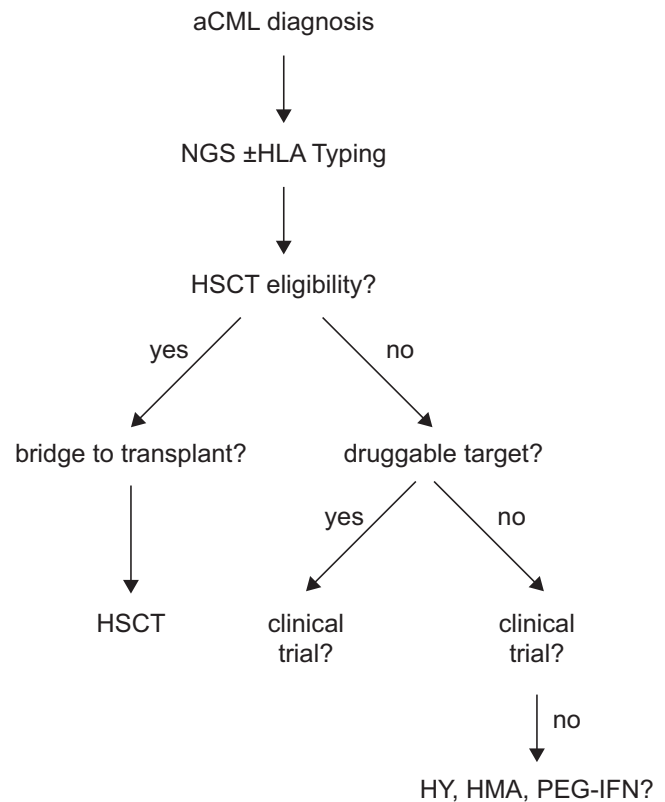 aCML diagnosis
NGS ±HLA Typing
HSCT eligibility?
yes
no
bridge to transplant?
druggable target?
yes
no
HSCT
clinical
trial?
clinical
trial?
no
HY, HMA, PEG-IFN?